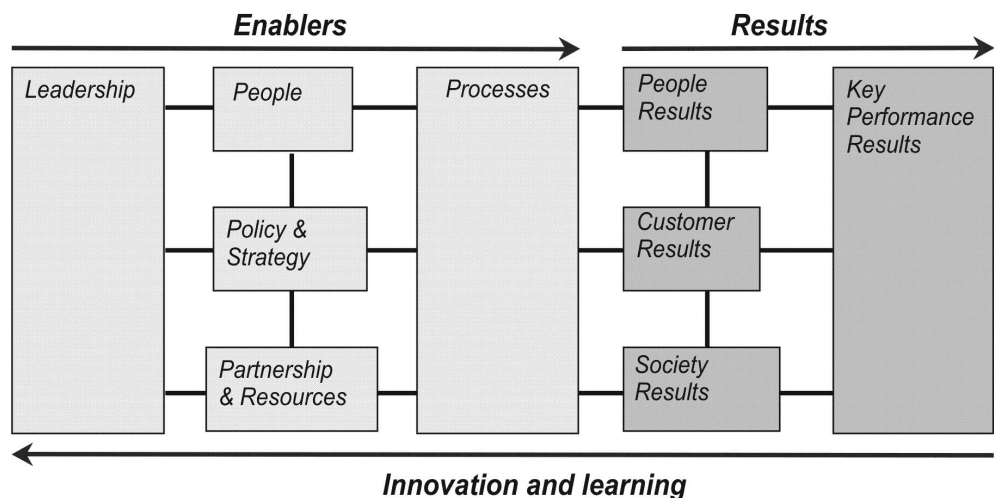 Enablers
Results
Leadership
People
Processes
People
Results
Key
Performance
Results
Policy &
Strategy
Customer
Results
Partnership
& Resources
Society
Results
Innovation and learning